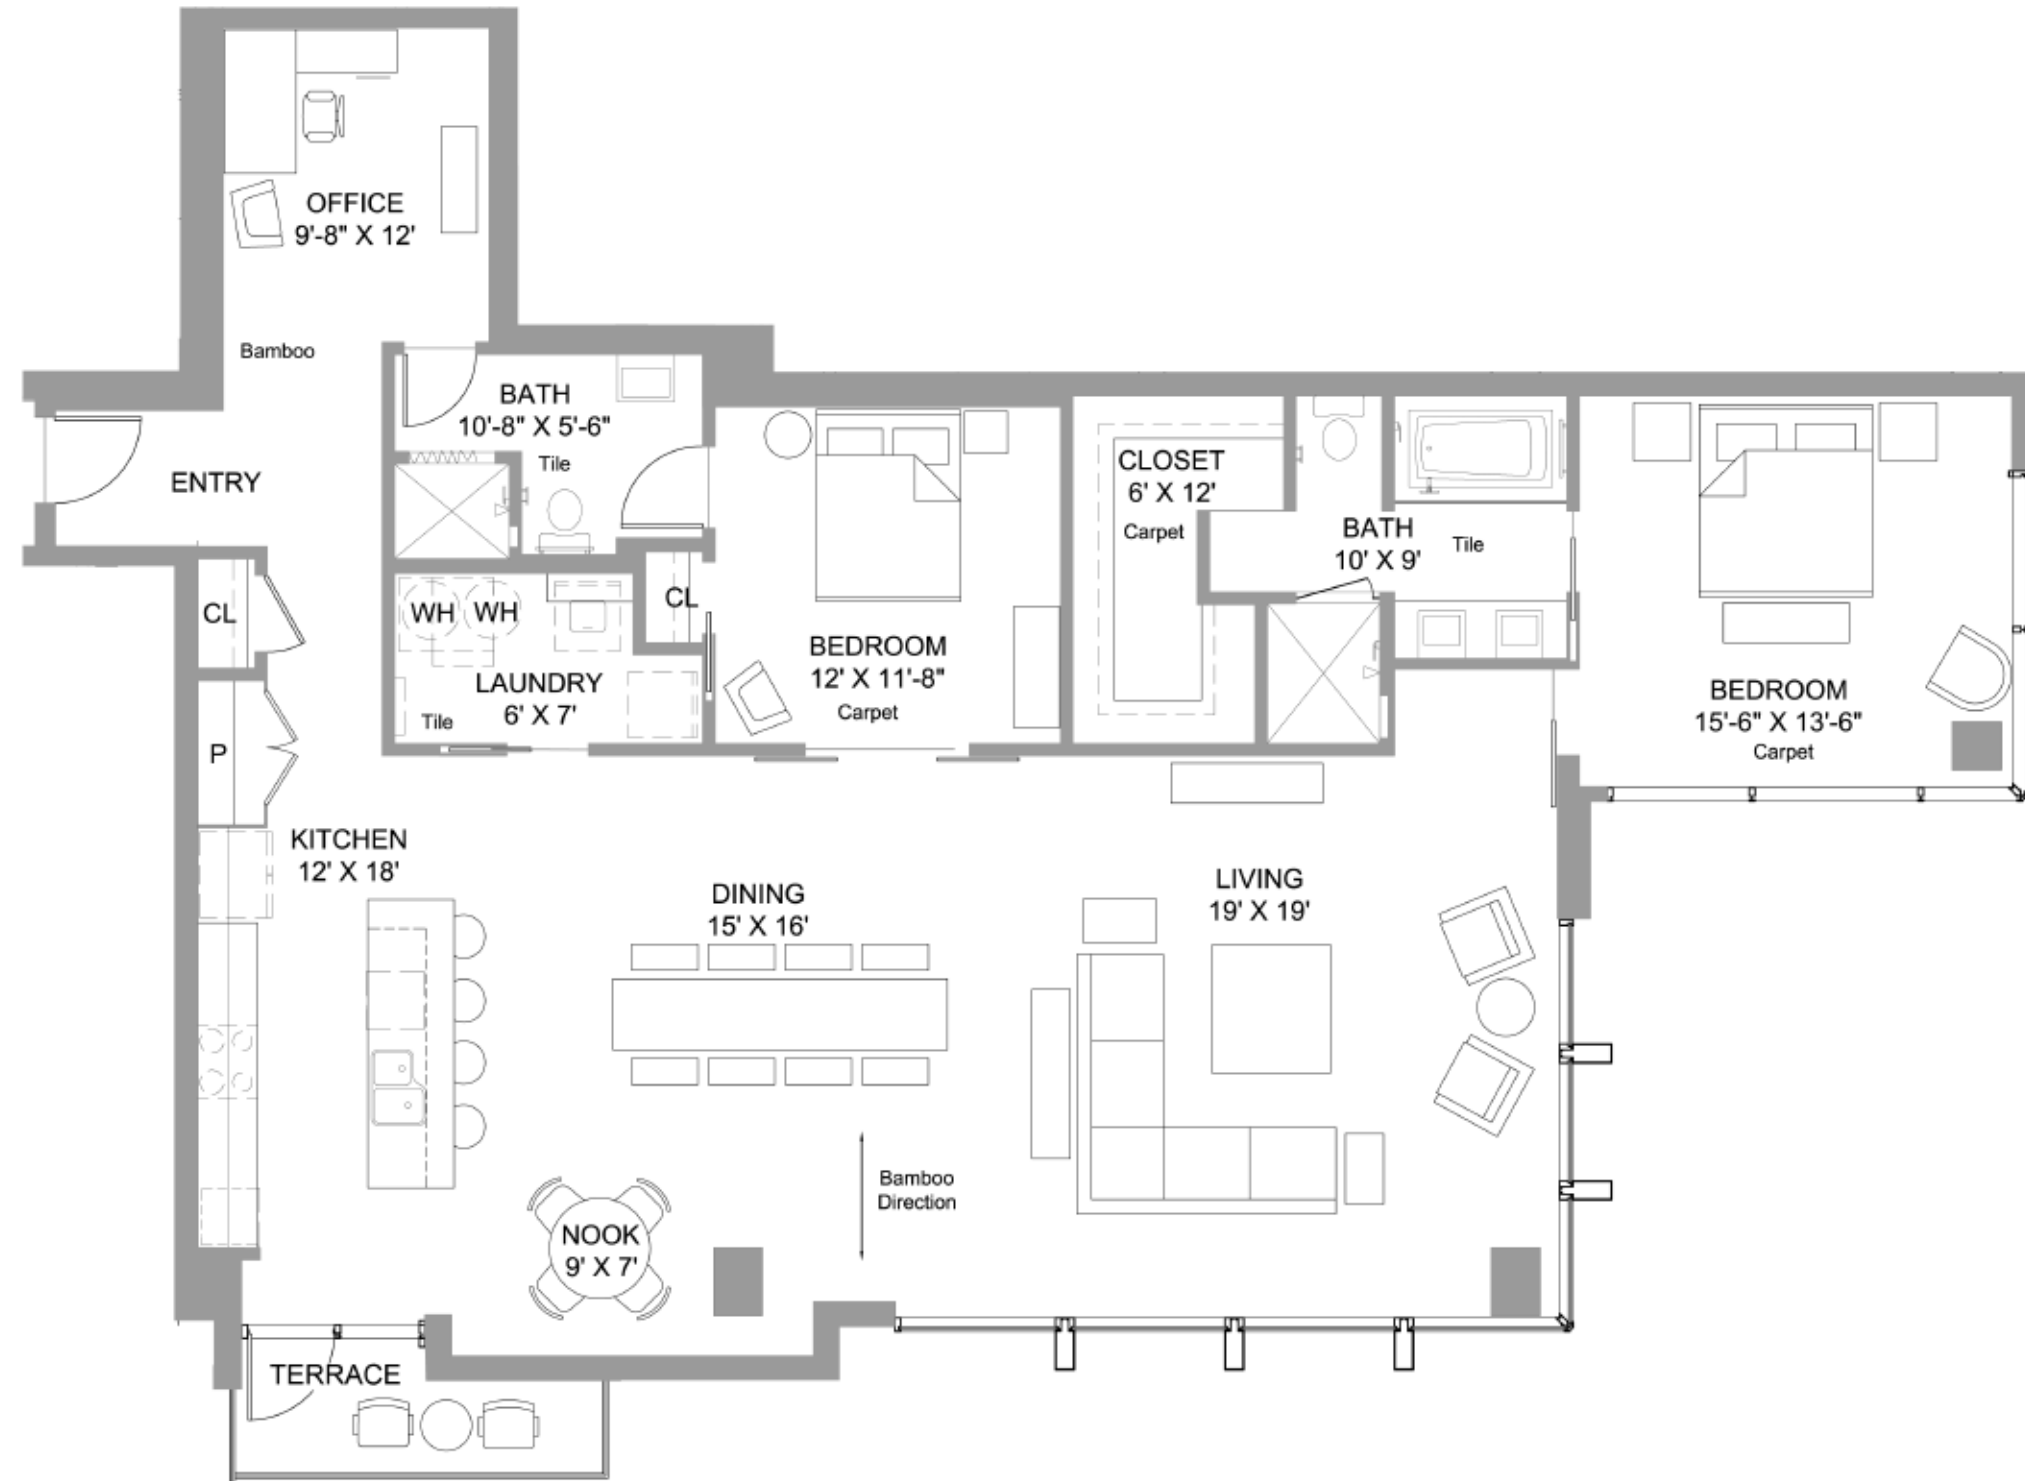 OFFICE
9'-8" X 12'
Bamboo
BATH
10'-8" X 5'-6"
Tile
ENTRY
CLOSET
6' X 12'
Carpet
BATH
10' X 9'
Tile
CL
WH
WH
CL
LAUNDRY
6' X 7'
Tile
BEDROOM
12' X 11'-8"
Carpet
BEDROOM
15'-6" X 13'-6"
Carpet
P
KITCHEN
12' X 18'
DINING
15' X 16'
LIVING
19' X 19'
Bamboo
Direction
NOOK
9' X 7'
TERRACE